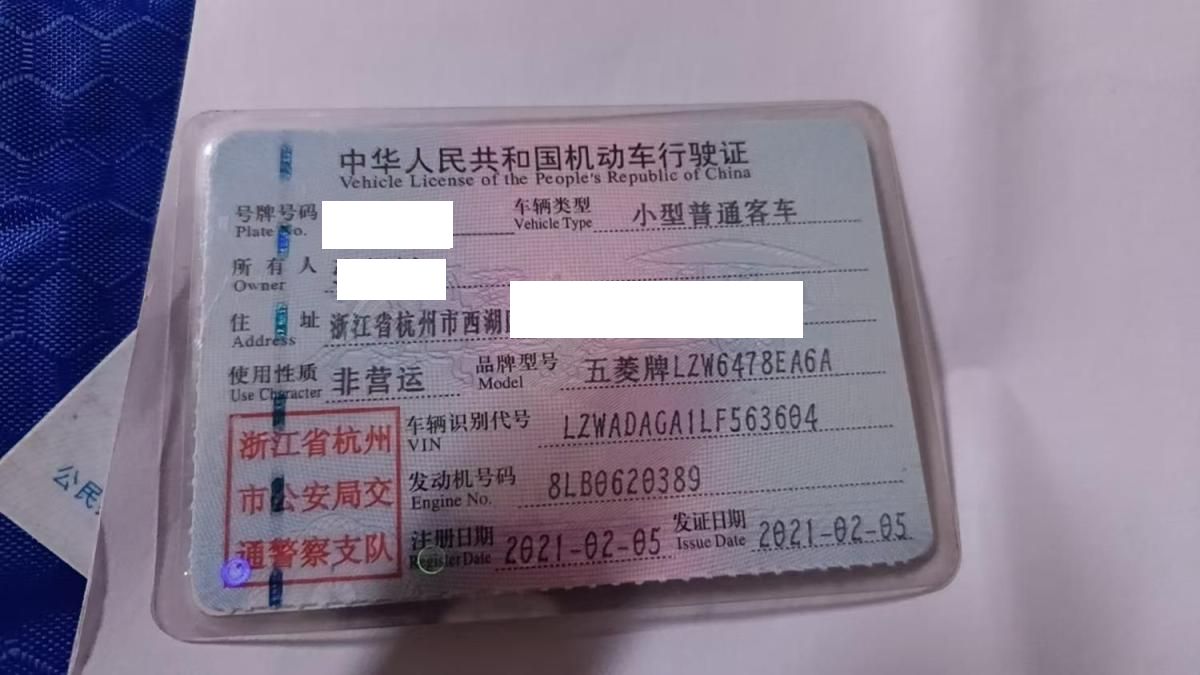 中华人民共和国机动车行驶证
Vehicle License of the People's Republic of China
号牌号码 车辆类型 小型普通客车
Plate No. Vehicle Type
所有人
Owner
住址 浙江省杭州市西湖
Address
使用性质 非营运 品牌型号 五菱牌LZW6478EA6A
Use Character Model
浙江省杭州
市公安局交
通警察支队
车辆识别代号 LZWADAGA1LF563604
VIN
发动机号码 8LB0620389
Engine No.
注册日期 2021-02-05 发证日期 2021-02-05
Register Date Issue Date
公民